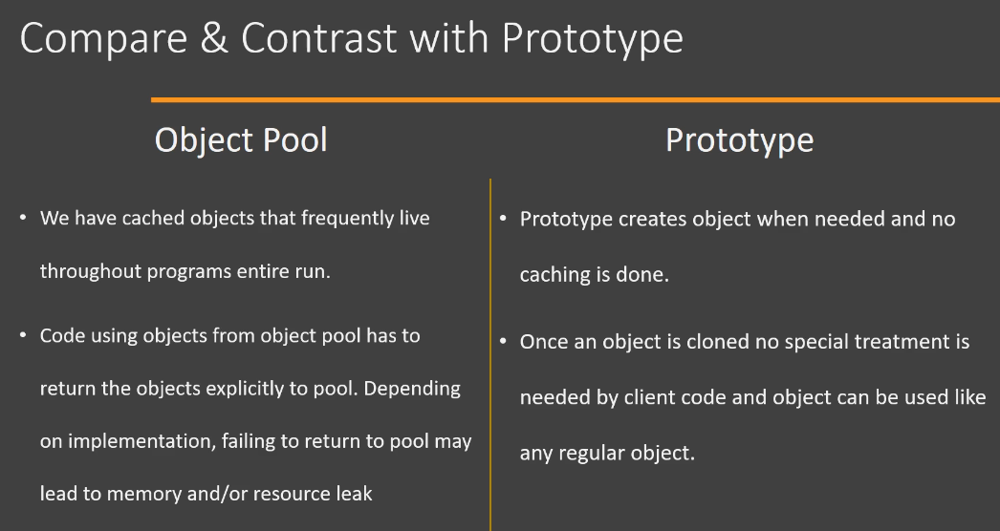 Compare & Contrast with Prototype
Object Pool
• We have cached objects that frequently live
throughout programs entire run.
• Code using objects from object pool has to
return the objects explicitly to pool. Depending
on implementation, failing to return to pool may
lead to memory and/or resource leak
Prototype
• Prototype creates object when needed and no
caching is done.
• Once an object is cloned no special treatment is
needed by client code and object can be used like
any regular object.